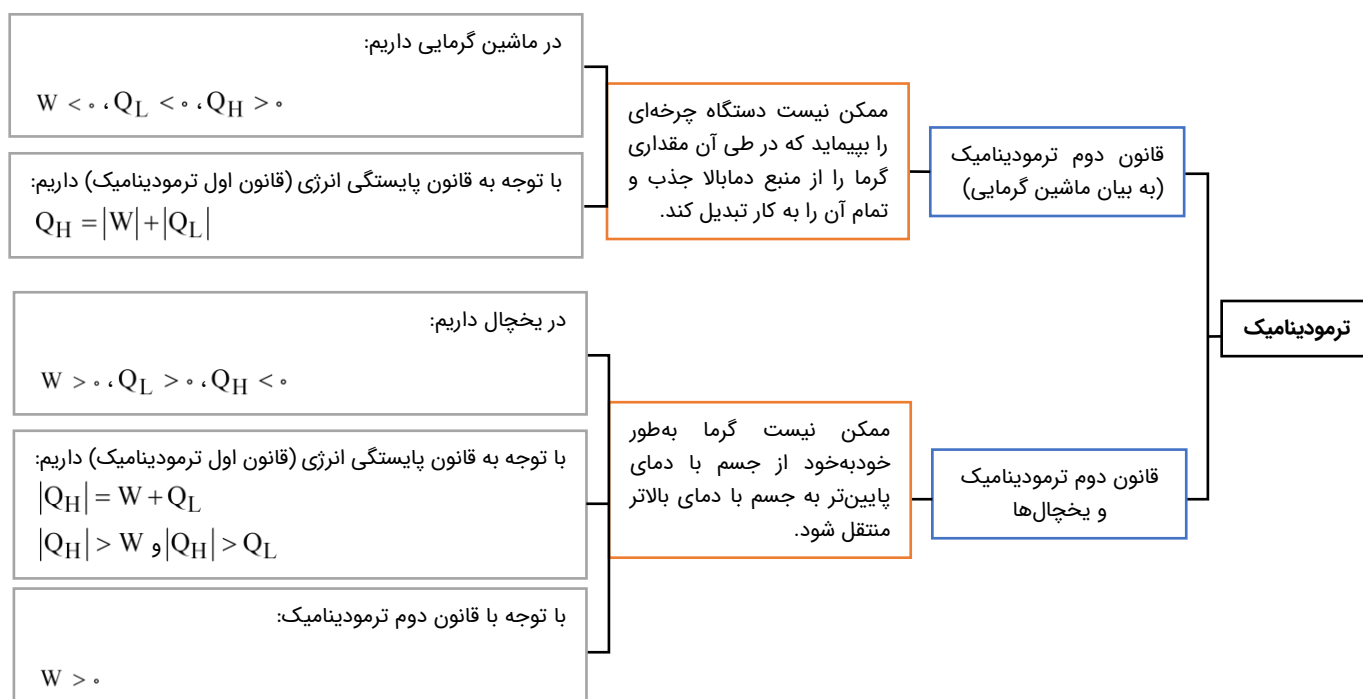 ترمودینامیک
قانون دوم ترمودینامیک
(به بیان ماشین گرمایی)
ممکن نیست دستگاه چرخه‌ای
را بپیماید که در طی آن مقداری
گرما را از منبع دمابالا جذب و
تمام آن را به کار تبدیل کند.
در ماشین گرمایی داریم:
W < ۰ ، Q_L < ۰ ، Q_H > ۰
با توجه به قانون پایستگی انرژی (قانون اول ترمودینامیک) داریم:
Q_H = |W| + |Q_L|
قانون دوم ترمودینامیک
و یخچال‌ها
ممکن نیست گرما به‌طور
خودبه‌خود از جسم با دمای
پایین‌تر به جسم با دمای بالاتر
منتقل شود.
در یخچال داریم:
W > ۰ ، Q_L > ۰ ، Q_H < ۰
با توجه به قانون پایستگی انرژی (قانون اول ترمودینامیک) داریم:
|Q_H| = W + Q_L
|Q_H| > W و |Q_H| > Q_L
با توجه با قانون دوم ترمودینامیک:
W > ۰